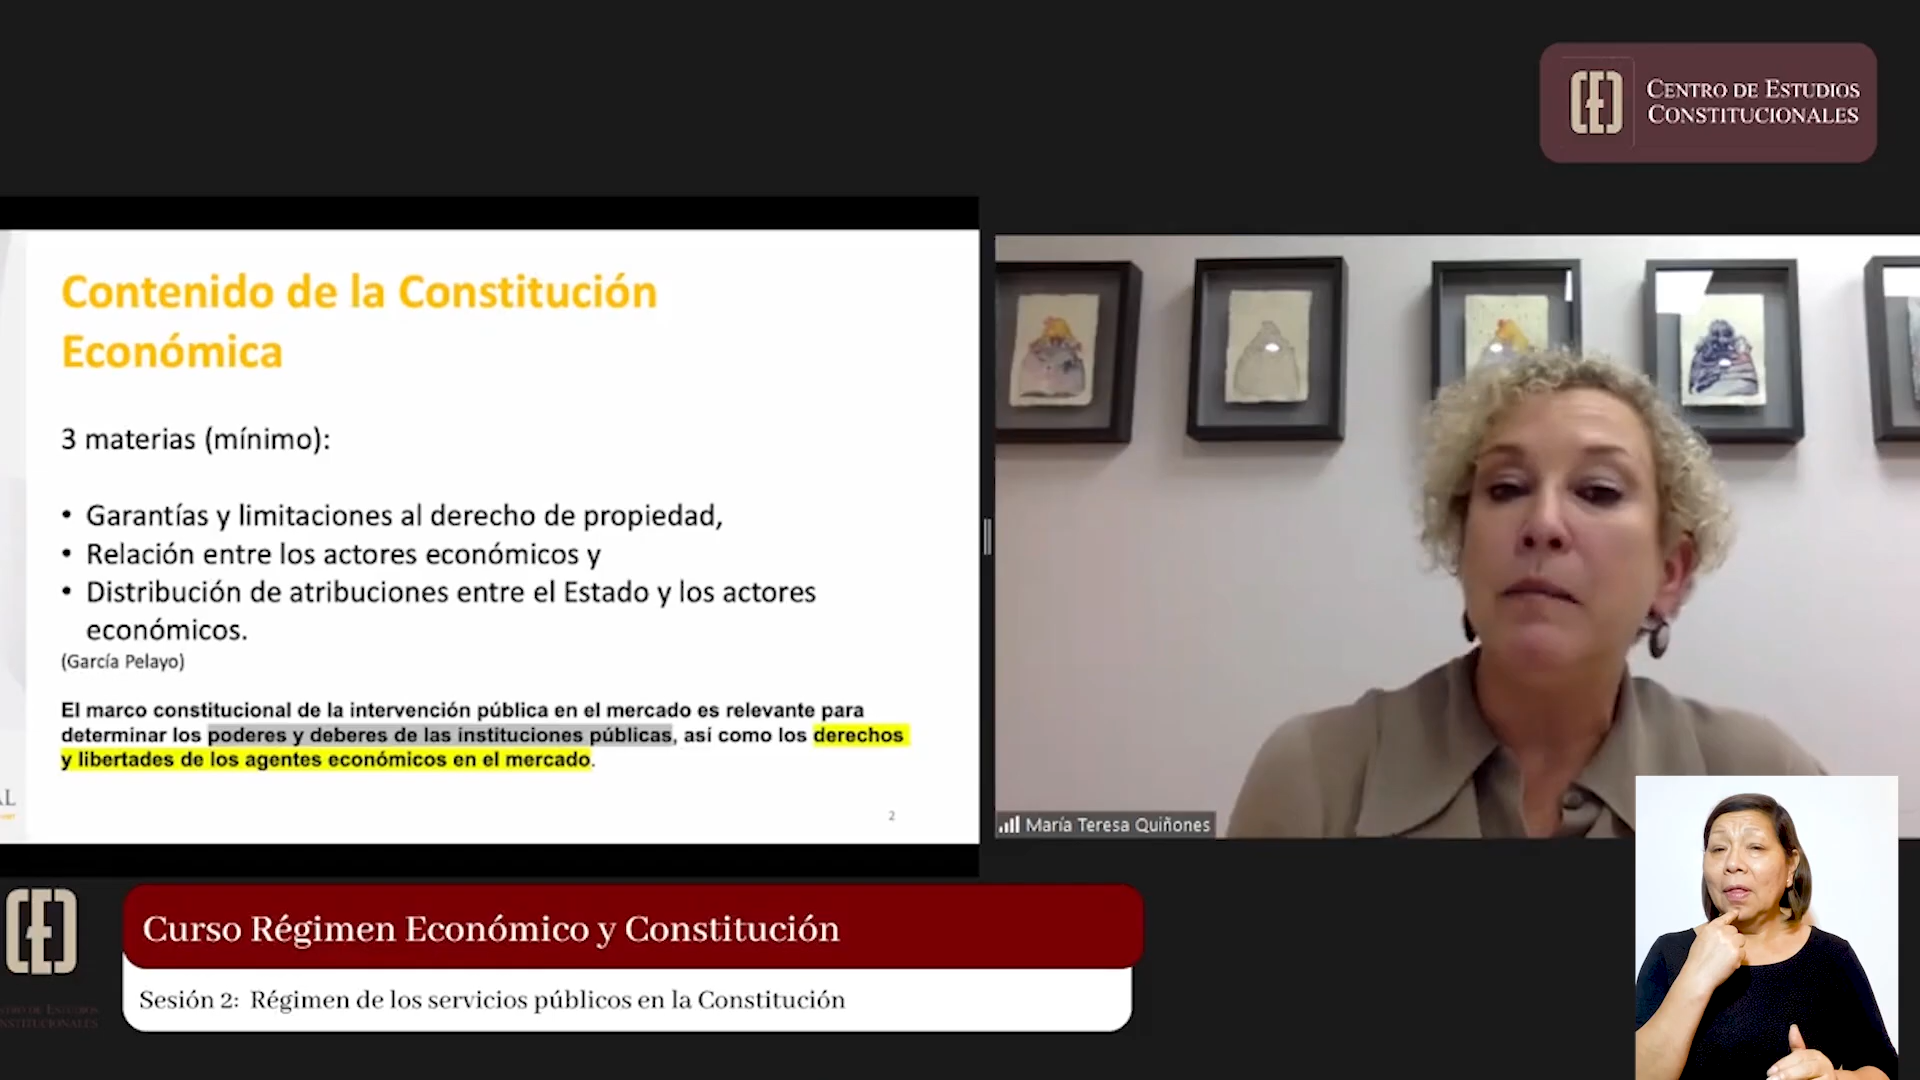 CENTRO DE ESTUDIOS
CONSTITUCIONALES
Contenido de la Constitución
Económica
3 materias (mínimo):
• Garantías y limitaciones al derecho de propiedad,
• Relación entre los actores económicos y
• Distribución de atribuciones entre el Estado y los actores
económicos.
(García Pelayo)
El marco constitucional de la intervención pública en el mercado es relevante para
determinar los poderes y deberes de las instituciones públicas, así como los derechos
y libertades de los agentes económicos en el mercado.
2
María Teresa Quiñones
Curso Régimen Económico y Constitución
Sesión 2: Régimen de los servicios públicos en la Constitución